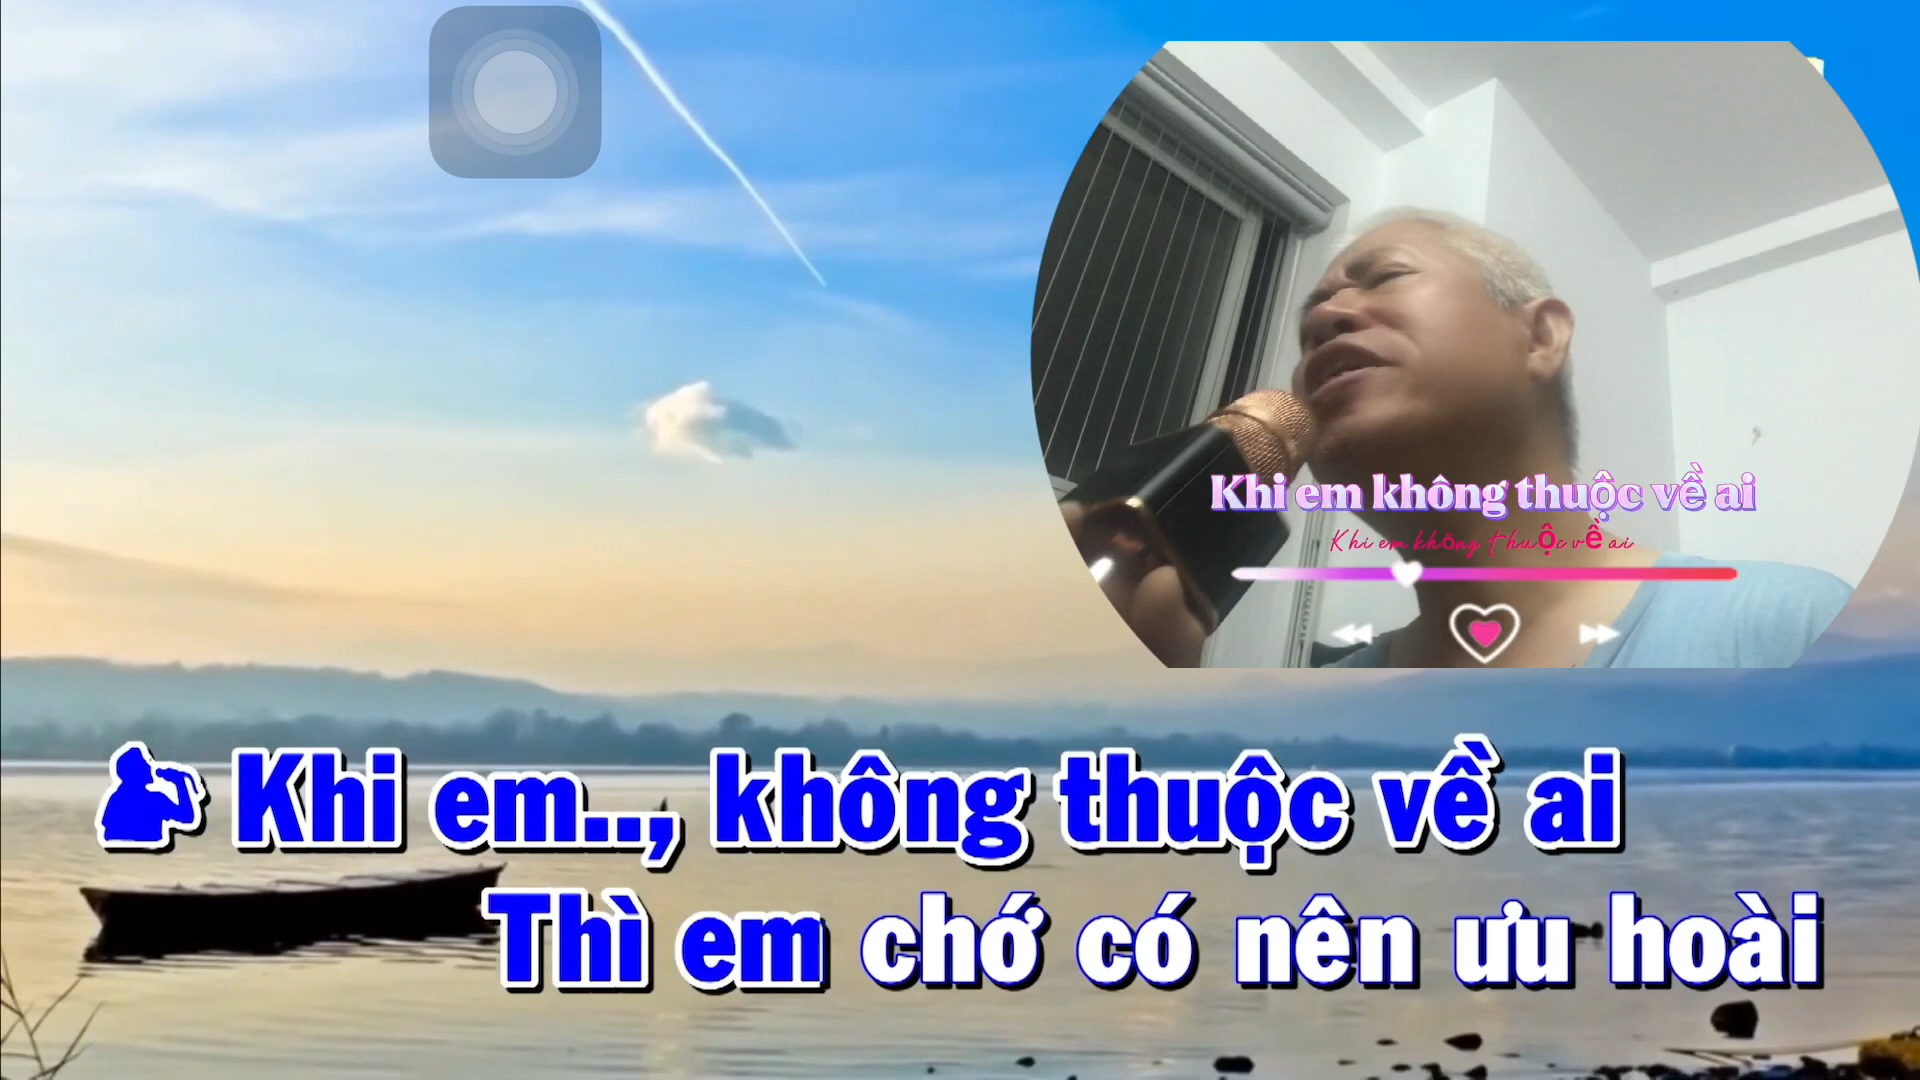 Khi em không thuộc về ai
Khi em không thuộc về ai
Khi em.., không thuộc về ai
Thì em chớ có nên ưu hoài